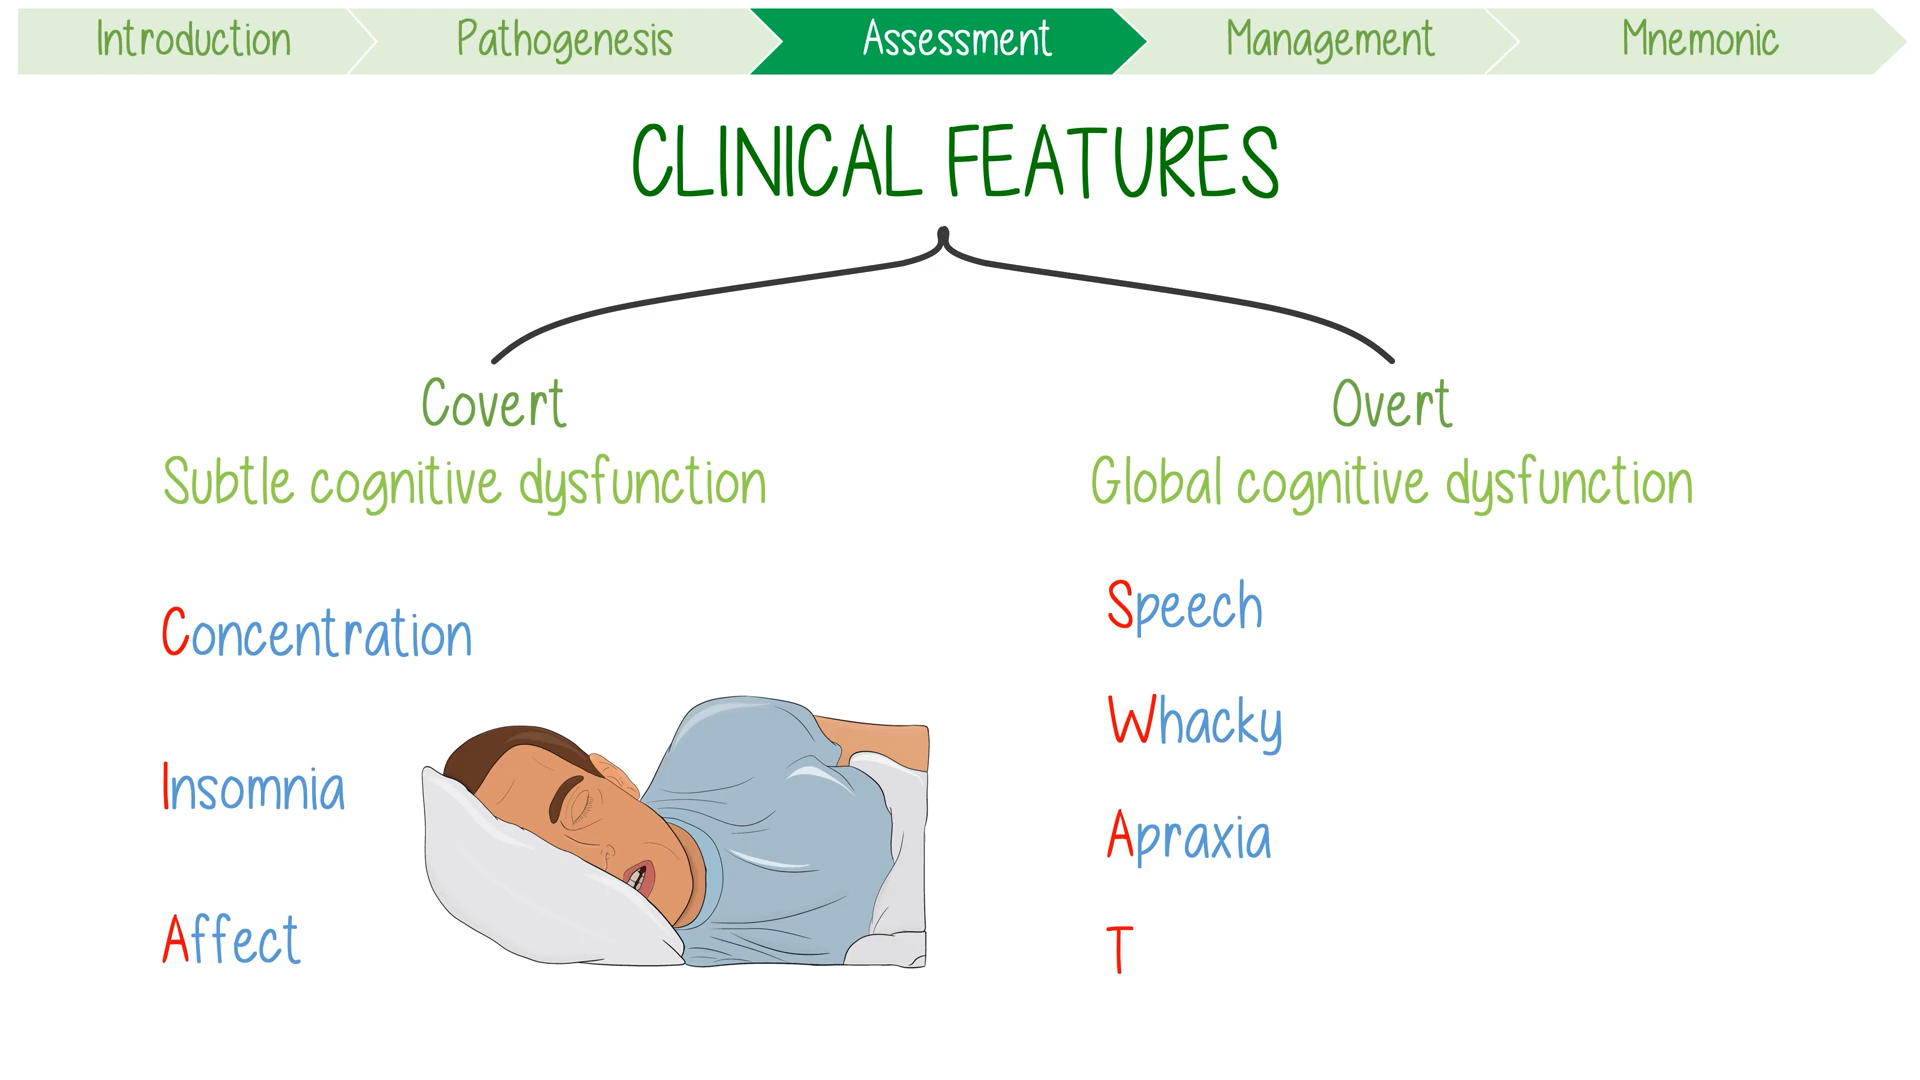 Introduction
Pathogenesis
Assessment
Management
Mnemonic
CLINICAL FEATURES
Covert
Subtle cognitive dysfunction
Concentration
Insomnia
Affect
Overt
Global cognitive dysfunction
Speech
Whacky
Apraxia
T